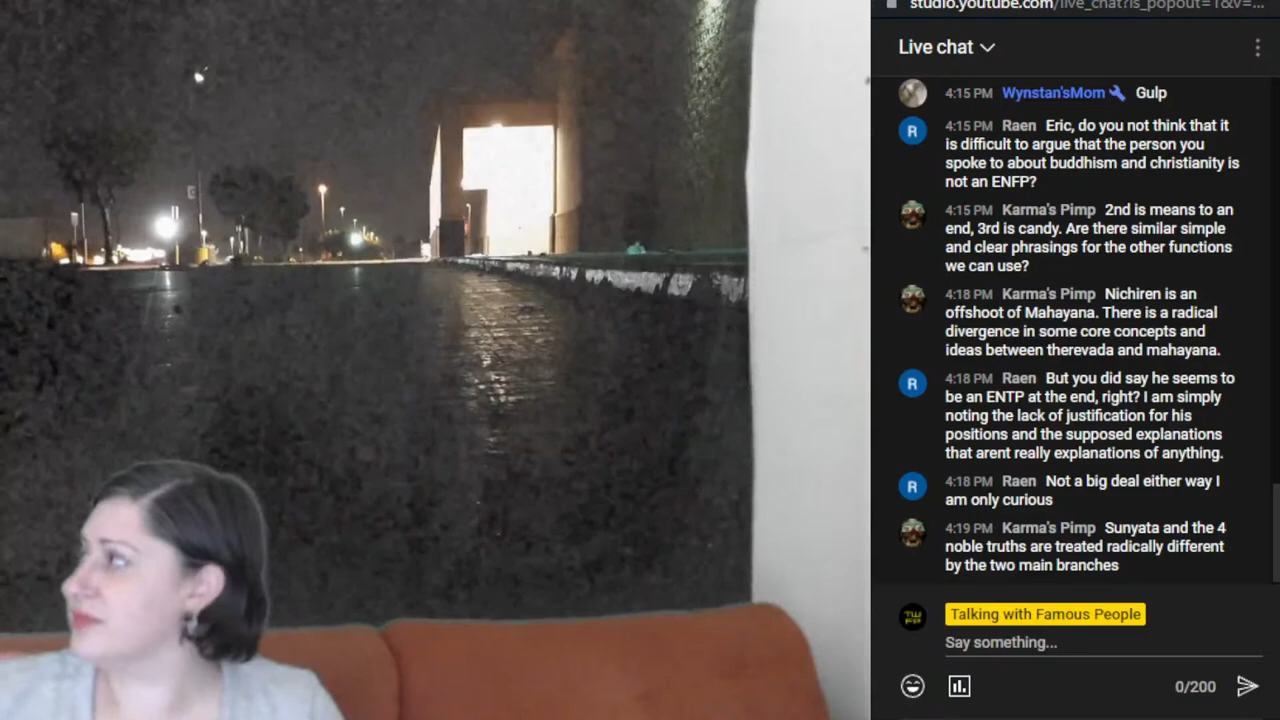 studio.youtube.com/live_chat?is_popout=1&v=...
Live chat
4:15 PM Wynstan'sMom Gulp
R
4:15 PM Raen Eric, do you not think that it
is difficult to argue that the person you
spoke to about buddhism and christianity is
not an ENFP?
4:15 PM Karma's Pimp 2nd is means to an
end, 3rd is candy. Are there similar simple
and clear phrasings for the other functions
we can use?
4:18 PM Karma's Pimp Nichiren is an
offshoot of Mahayana. There is a radical
divergence in some core concepts and
ideas between therevada and mahayana.
R
4:18 PM Raen But you did say he seems to
be an ENTP at the end, right? I am simply
noting the lack of justification for his
positions and the supposed explanations
that arent really explanations of anything.
R
4:18 PM Raen Not a big deal either way I
am only curious
4:19 PM Karma's Pimp Sunyata and the 4
noble truths are treated radically different
by the two main branches
TW
FP
Talking with Famous People
Say something...
0/200